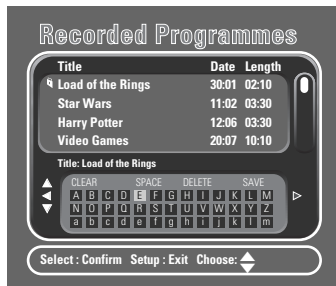 Recorded Programmes
Title Date Length
Load of the Rings 30:01 02:10
Star Wars 11:02 03:30
Harry Potter 12:06 03:30
Video Games 20:07 10:10
Title: Load of the Rings
CLEAR SPACE DELETE SAVE
A B C D E F G H I J K L M
N O P Q R S T U V W X Y Z
a b c d e f g h i j k l m
Select : Confirm Setup : Exit Choose: